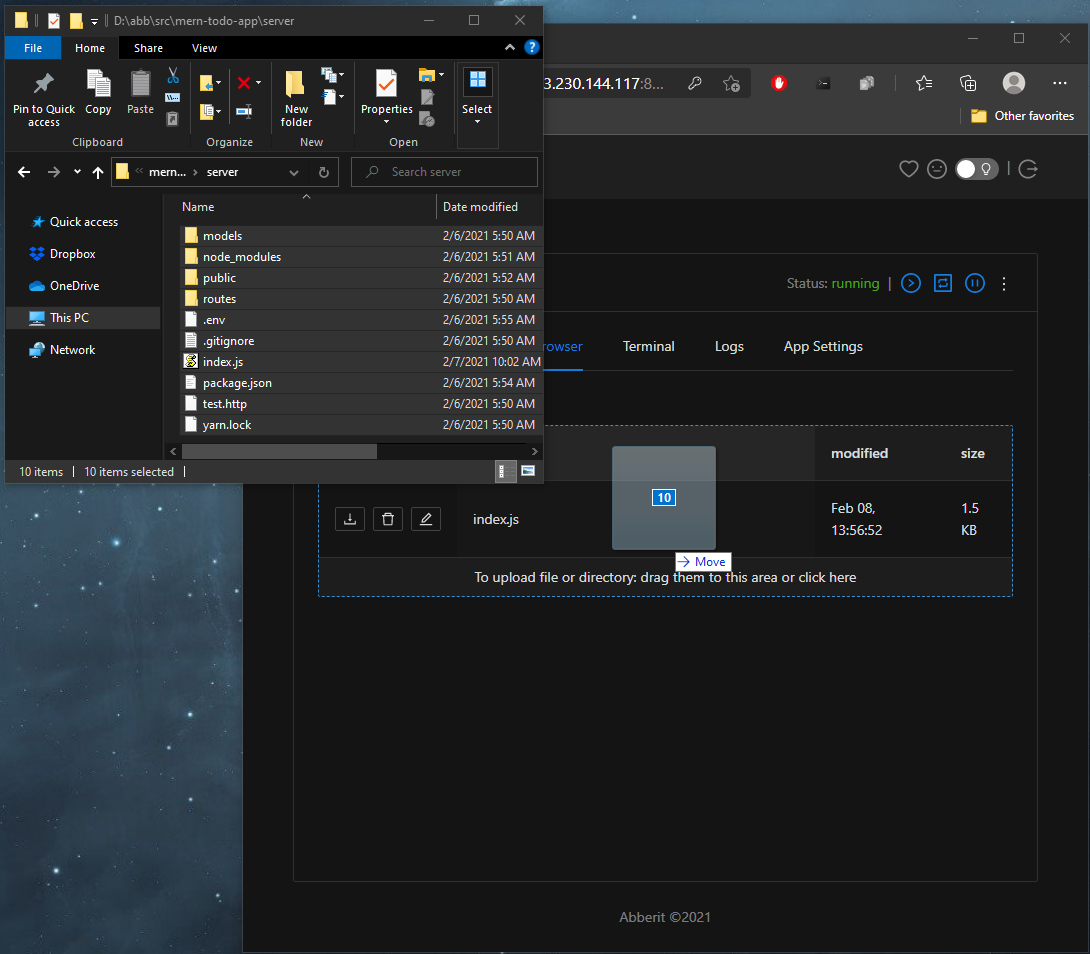 D:\abb\src\mern-todo-app\server
File Home Share View
Pin to Quick access
Copy
Paste
New folder
Properties
Select
Clipboard Organize New Open
mern... server
Search server
Quick access
Dropbox
OneDrive
This PC
Network
Name Date modified
models 2/6/2021 5:50 AM
node_modules 2/6/2021 5:51 AM
public 2/6/2021 5:52 AM
routes 2/6/2021 5:50 AM
.env 2/6/2021 5:55 AM
.gitignore 2/6/2021 5:50 AM
index.js 2/7/2021 10:02 AM
package.json 2/6/2021 5:54 AM
test.http 2/6/2021 5:50 AM
yarn.lock 2/6/2021 5:50 AM
10 items 10 items selected
3.230.144.117:8...
Other favorites
Status: running
rowser Terminal Logs App Settings
modified size
index.js
Feb 08, 13:56:52
1.5 KB
10
Move
To upload file or directory: drag them to this area or click here
Abberit ©2021